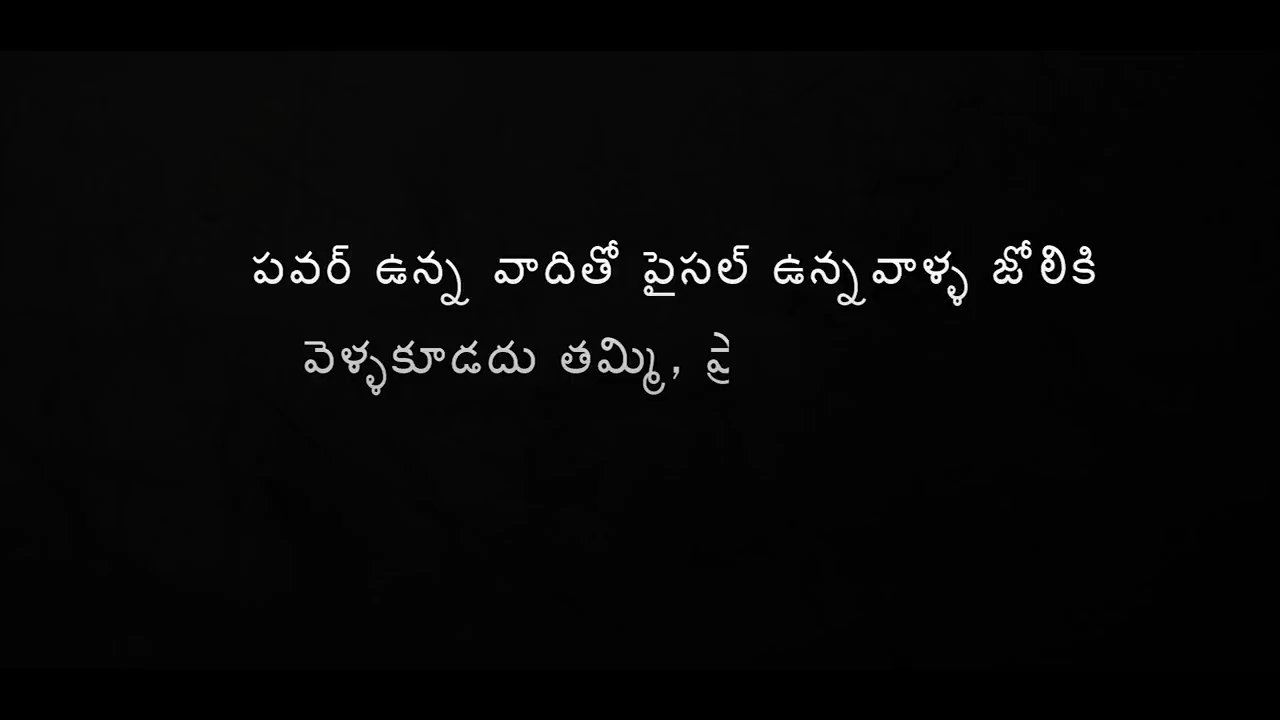 పవర్ ఉన్న వాదితో పైసల్ ఉన్నవాళ్ళ జోలికి
వెళ్ళకూడదు తమ్మి,